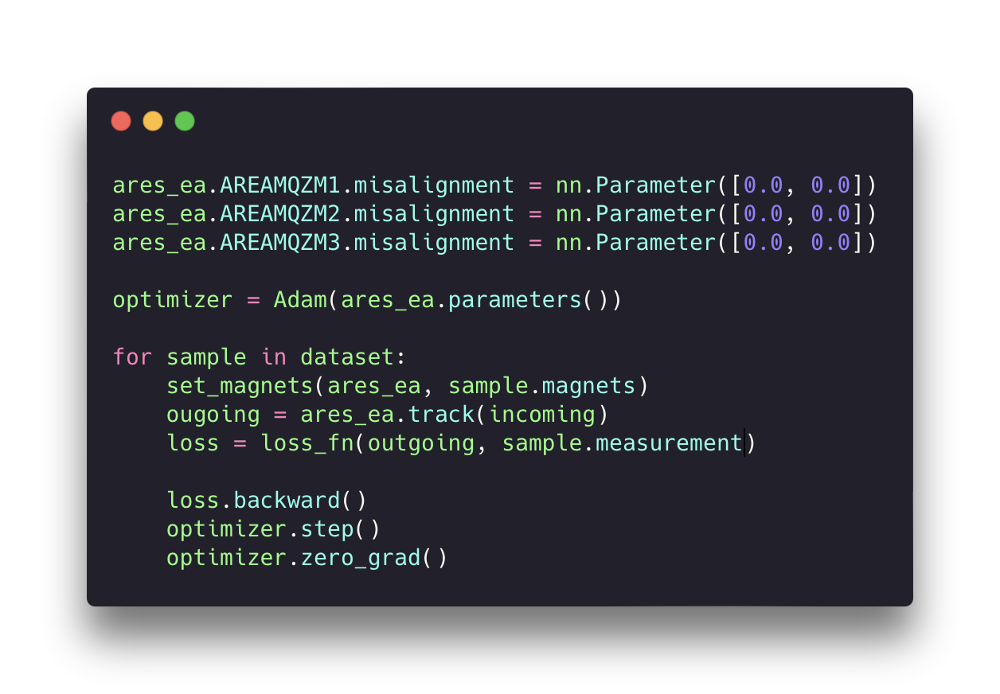 ares_ea.AREAMQZM1.misalignment = nn.Parameter([0.0, 0.0])
ares_ea.AREAMQZM2.misalignment = nn.Parameter([0.0, 0.0])
ares_ea.AREAMQZM3.misalignment = nn.Parameter([0.0, 0.0])

optimizer = Adam(ares_ea.parameters())

for sample in dataset:
    set_magnets(ares_ea, sample.magnets)
    ougoing = ares_ea.track(incoming)
    loss = loss_fn(outgoing, sample.measurement)

    loss.backward()
    optimizer.step()
    optimizer.zero_grad()